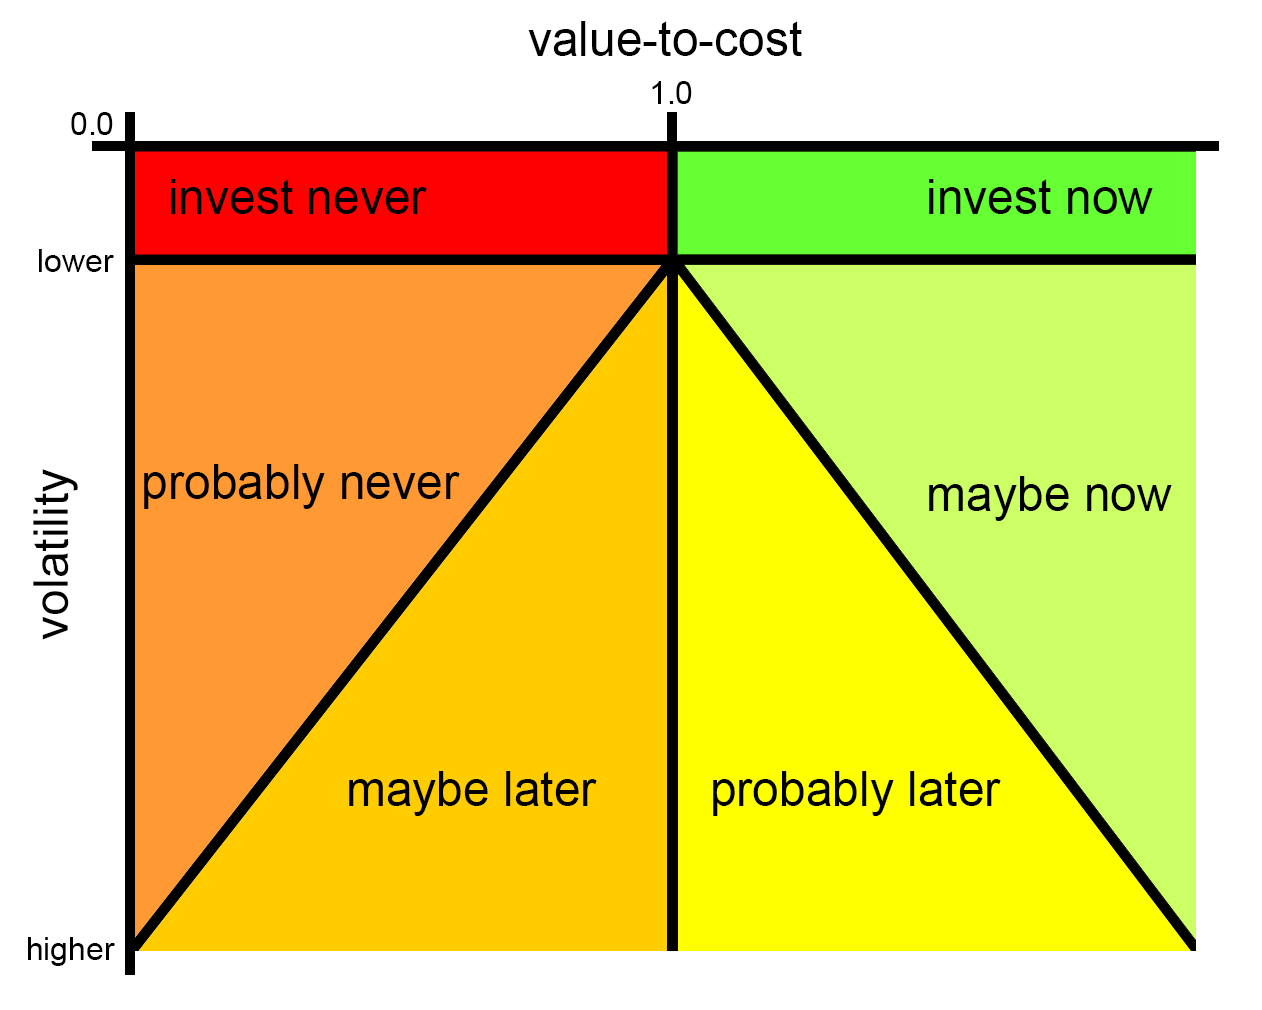 value-to-cost
1.0
0.0
invest never
invest now
lower
probably never
maybe now
volatility
maybe later
probably later
higher